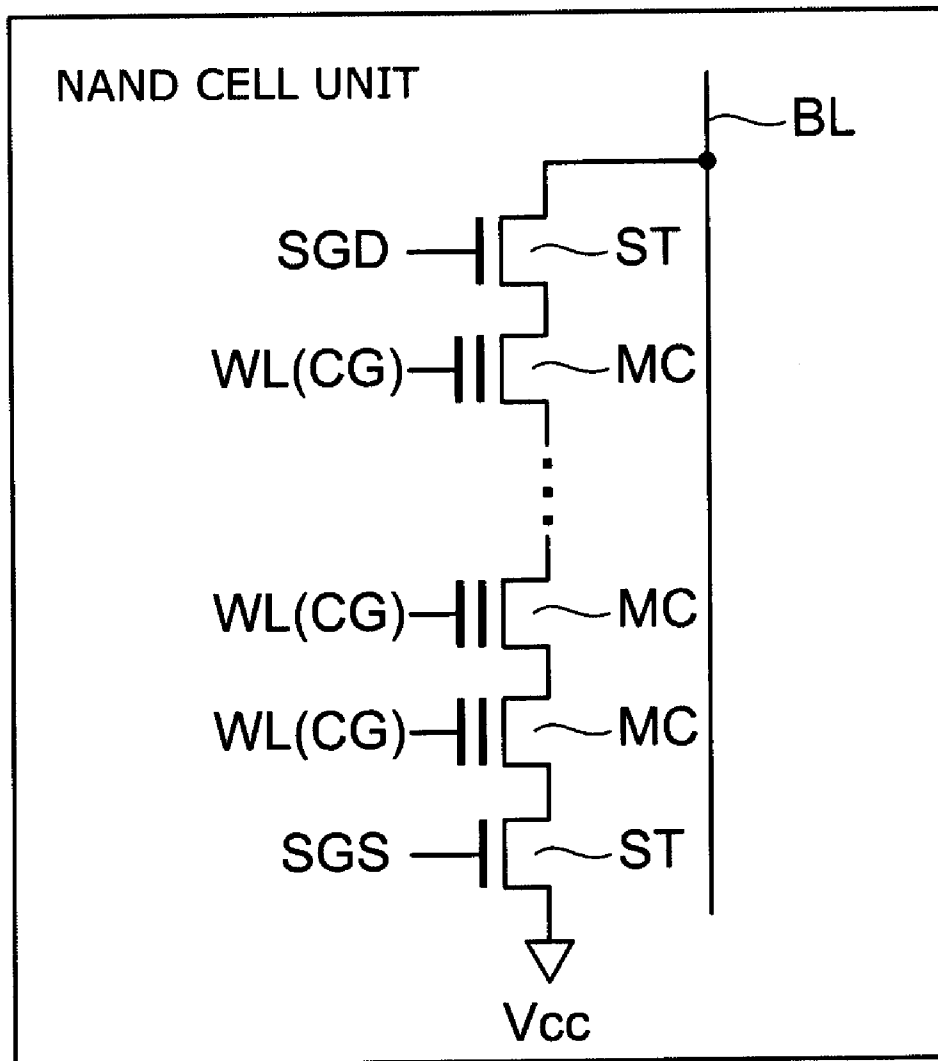 NAND CELL UNIT
BL
SGD ST
WL(CG) MC
WL(CG) MC
WL(CG) MC
SGS ST
Vcc